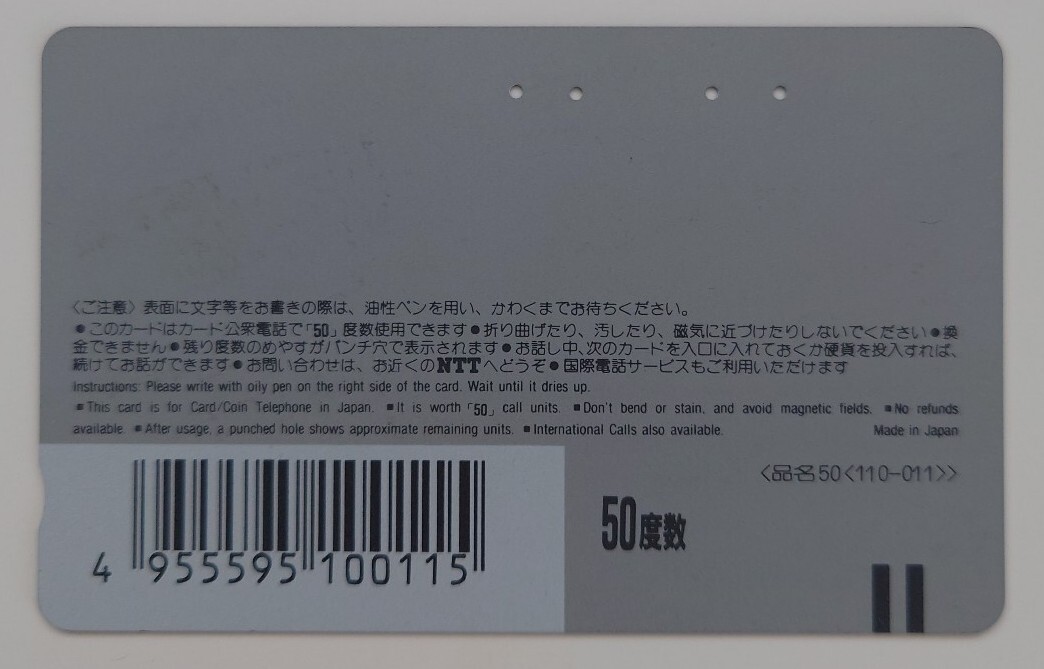 〈ご注意〉表面に文字等をお書きの際は、油性ペンを用い、かわくまでお待ちください。
●このカードはカード公衆電話で「50」度数使用できます●折り曲げたり、汚したり、磁気に近づけたりしないでください●換
金できません●残り度数のめやすがパンチ穴で表示されます●お話し中、次のカードを入口に入れておくか硬貨を投入すれば、
続けてお話ができます●お問い合わせは、お近くのNTTへどうぞ●国際電話サービスもご利用いただけます
Instructions: Please write with oily pen on the right side of the card. Wait until it dries up.
■This card is for Card/Coin Telephone in Japan. ■It is worth「50」call units. ■Don't bend or stain, and avoid magnetic fields. ■No refunds
available. ■After usage, a punched hole shows approximate remaining units. ■International Calls also available. Made in Japan
〈品名50〈110-011〉〉
50度数
4 955595 100115